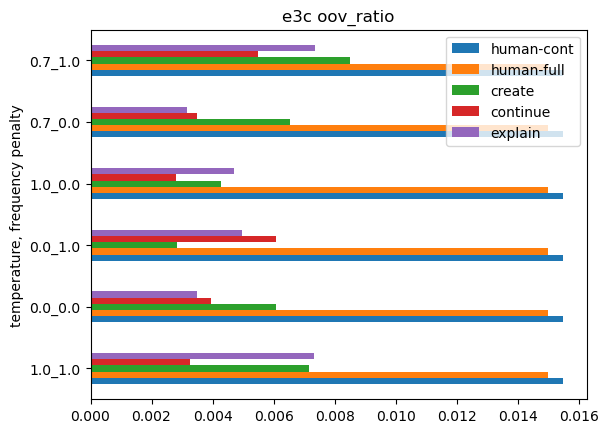 e3c oov_ratio
human-cont
human-full
create
continue
explain
temperature, frequency penalty
0.7_1.0
0.7_0.0
1.0_0.0
0.0_1.0
0.0_0.0
1.0_1.0
0.000 0.002 0.004 0.006 0.008 0.010 0.012 0.014 0.016